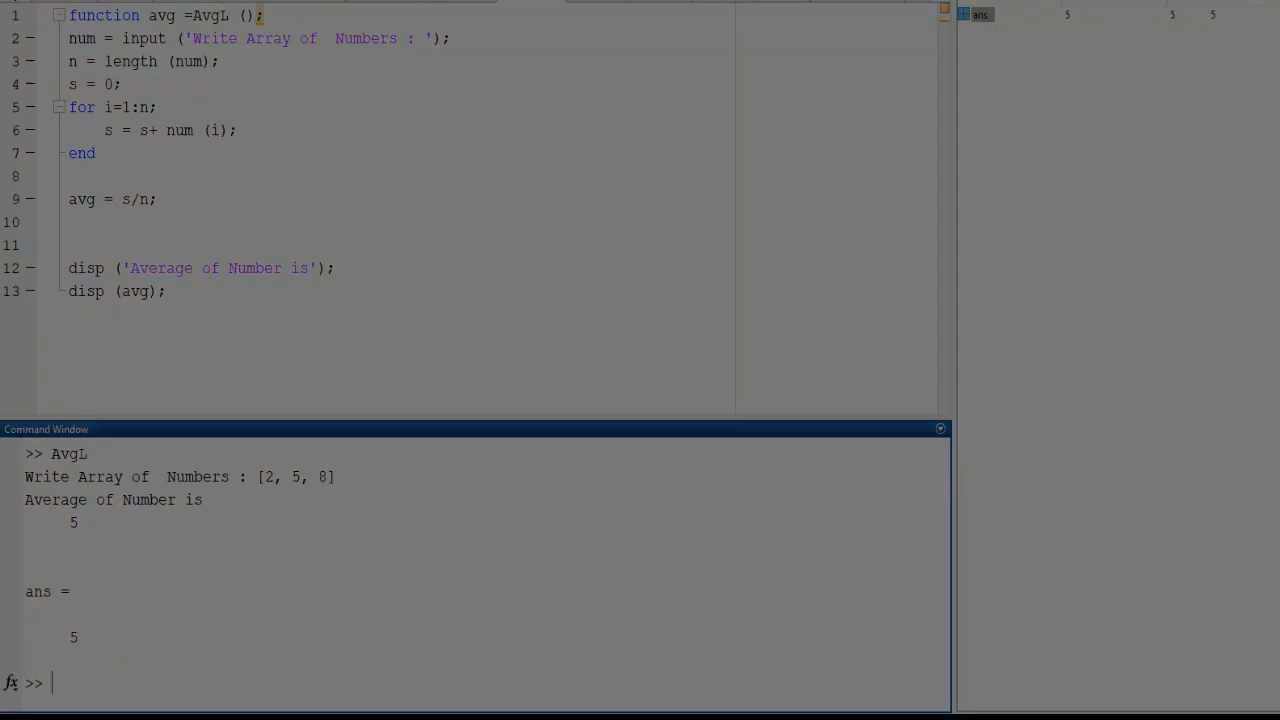 1 function avg =AvgL ();
2 num = input ('Write Array of  Numbers : ');
3 n = length (num);
4 s = 0;
5 for i=1:n;
6 s = s+ num (i);
7 end
8
9 avg = s/n;
10
11
12 disp ('Average of Number is');
13 disp (avg);
ans 5 5 5
Command Window
>> AvgL
Write Array of  Numbers : [2, 5, 8]
Average of Number is
5
ans =
5
fx >>